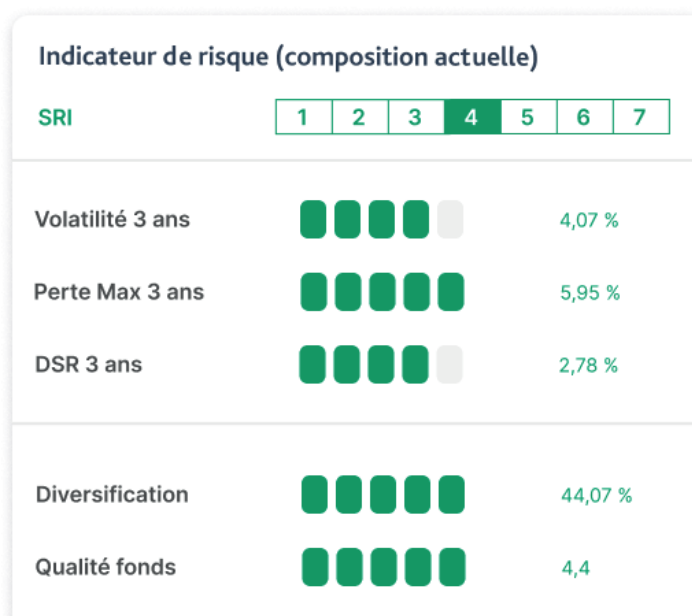 Indicateur de risque (composition actuelle)
SRI 1 2 3 4 5 6 7
Volatilité 3 ans 4,07 %
Perte Max 3 ans 5,95 %
DSR 3 ans 2,78 %
Diversification 44,07 %
Qualité fonds 4,4